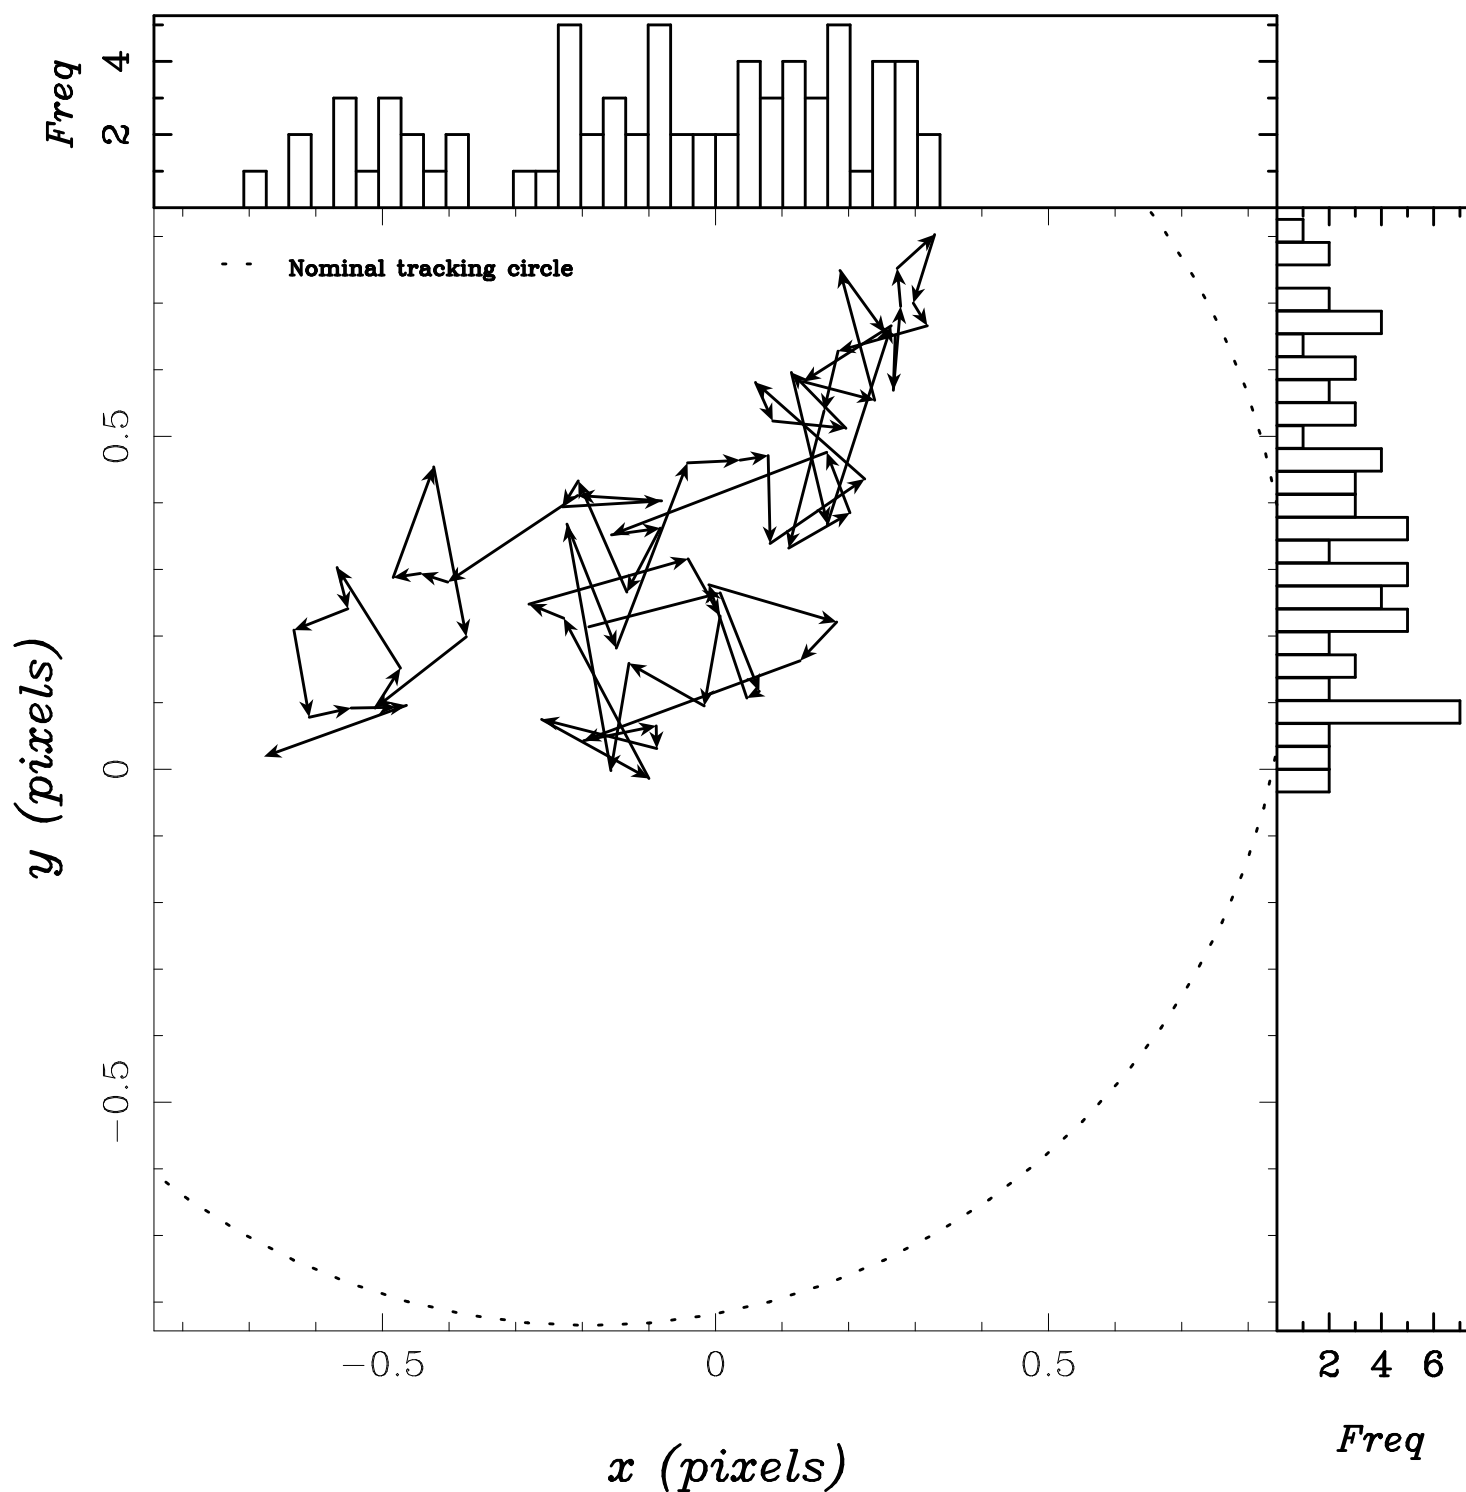 Freq
4
2
Nominal tracking circle
y (pixels)
0.5
0
−0.5
−0.5 0 0.5
2 4 6
x (pixels)
Freq